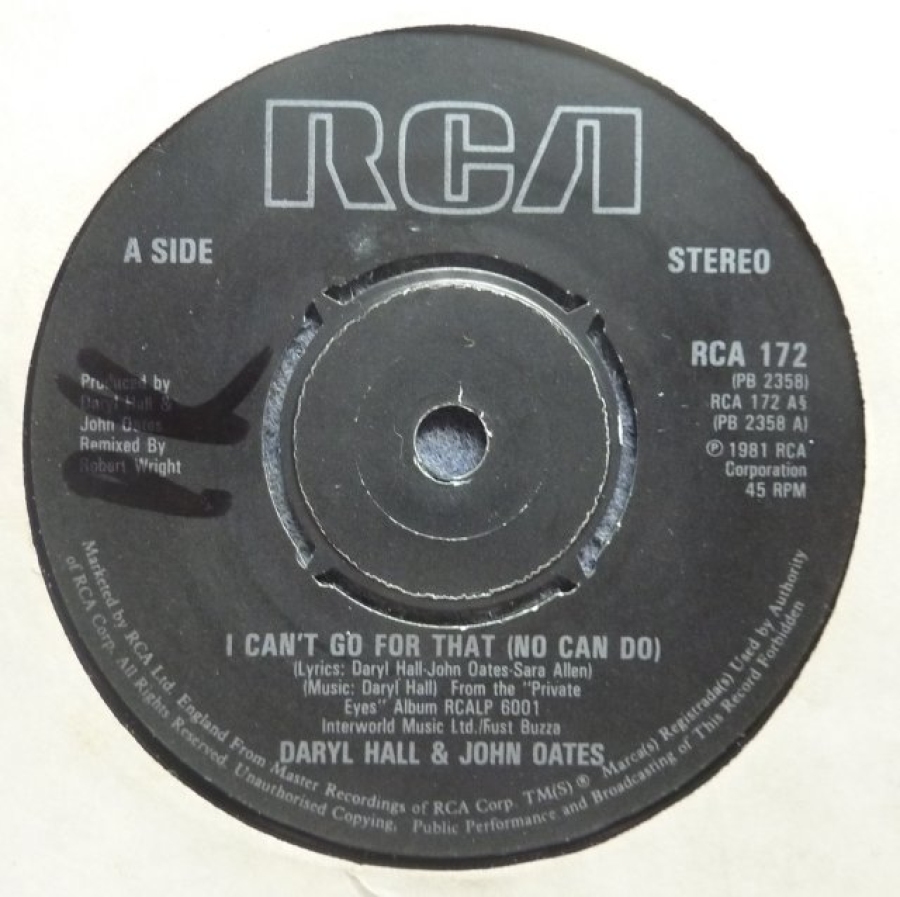 RCA
A SIDE
STEREO
Produced by
Daryl Hall &
John Oates
Remixed By
Robert Wright
RCA 172
(PB 2358)
RCA 172 A§
(PB 2358 A)
℗ 1981 RCA
Corporation
45 RPM
I CAN'T GO FOR THAT (NO CAN DO)
(Lyrics: Daryl Hall-John Oates-Sara Allen)
(Music: Daryl Hall) From the "Private
Eyes" Album RCALP 6001
Interworld Music Ltd./Fust Buzza
DARYL HALL & JOHN OATES
Marketed by RCA Ltd. England From Master Recordings of RCA Corp. TM(S) ® Marca(s) Registrada(s) Used by Authority
of RCA Corp. All Rights Reserved. Unauthorised Copying, Public Performance and Broadcasting of This Record Forbidden